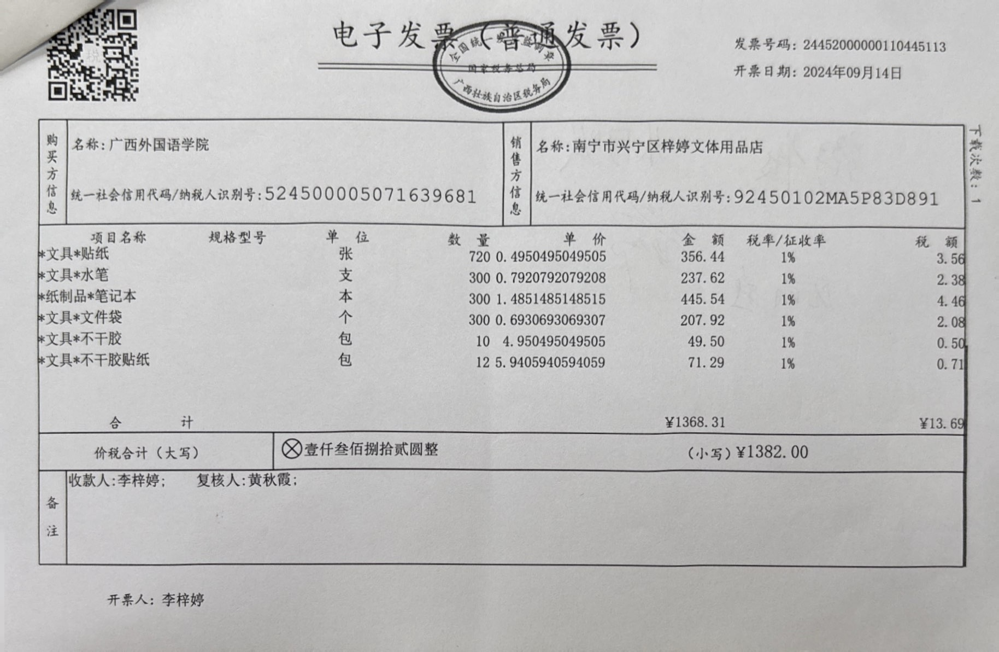 税
电子发票（普通发票）
全国统一发票监制章
国家税务总局
广西壮族自治区税务局
发票号码：24452000000110445113
开票日期：2024年09月14日
下载次数：1
购买方信息
名称：广西外国语学院
统一社会信用代码/纳税人识别号：524500005071639681
销售方信息
名称：南宁市兴宁区梓婷文体用品店
统一社会信用代码/纳税人识别号：92450102MA5P83D891
项目名称 规格型号 单位 数量 单价 金额 税率/征收率 税额
*文具*贴纸 张 720 0.4950495049505 356.44 1% 3.56
*文具*水笔 支 300 0.7920792079208 237.62 1% 2.38
*纸制品*笔记本 本 300 1.4851485148515 445.54 1% 4.46
*文具*文件袋 个 300 0.6930693069307 207.92 1% 2.08
*文具*不干胶 包 10 4.950495049505 49.50 1% 0.50
*文具*不干胶贴纸 包 12 5.9405940594059 71.29 1% 0.71
合计 ¥1368.31 ¥13.69
价税合计（大写） 壹仟叁佰捌拾贰圆整 （小写）¥1382.00
备注
收款人：李梓婷； 复核人：黄秋霞；
开票人：李梓婷